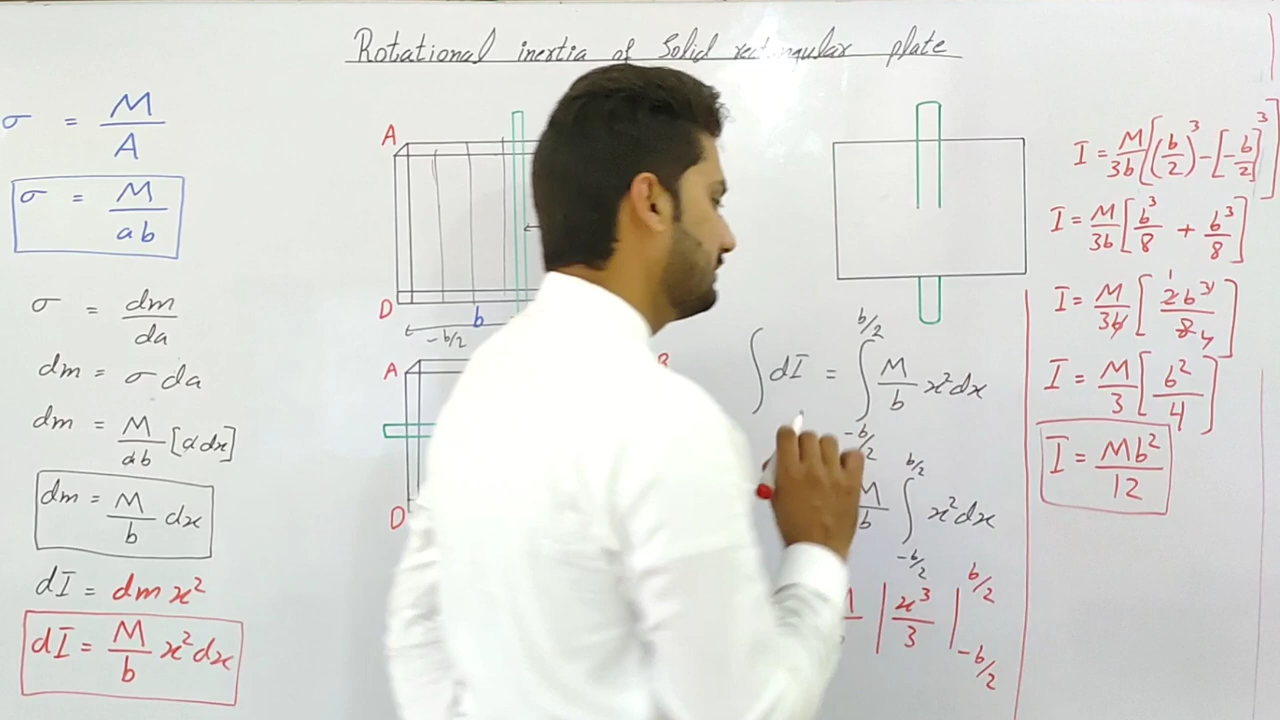 Rotational inertia of Solid rectangular plate
σ = M/A
σ = M/ab
σ = dm/da
dm = σ da
dm = M/ab [a dx]
dm = M/b dx
dI = dm x²
dI = M/b x² dx
A
D
b
-b/2
A
B
D
∫ dI = ∫_{-b/2}^{b/2} M/b x² dx
M/b ∫_{-b/2}^{b/2} x² dx
| x³/3 |_{-b/2}^{b/2}
I = M/3b [(b/2)³ - [-b/2]³]
I = M/3b [b³/8 + b³/8]
I = M/3b [2b³/8]
I = M/3 [b²/4]
I = Mb²/12